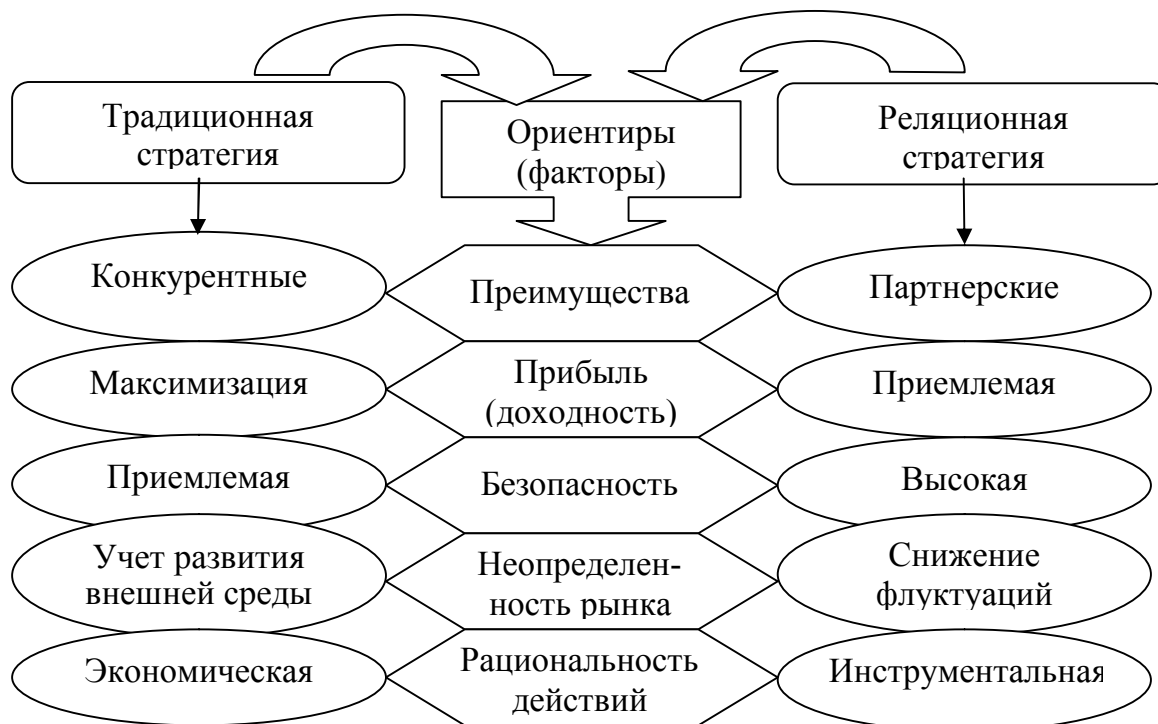 Традиционная
стратегия
Ориентиры
(факторы)
Реляционная
стратегия
Конкурентные
Преимущества
Партнерские
Максимизация
Прибыль
(доходность)
Приемлемая
Приемлемая
Безопасность
Высокая
Учет развития
внешней среды
Неопределен-
ность рынка
Снижение
флуктуаций
Экономическая
Рациональность
действий
Инструментальная